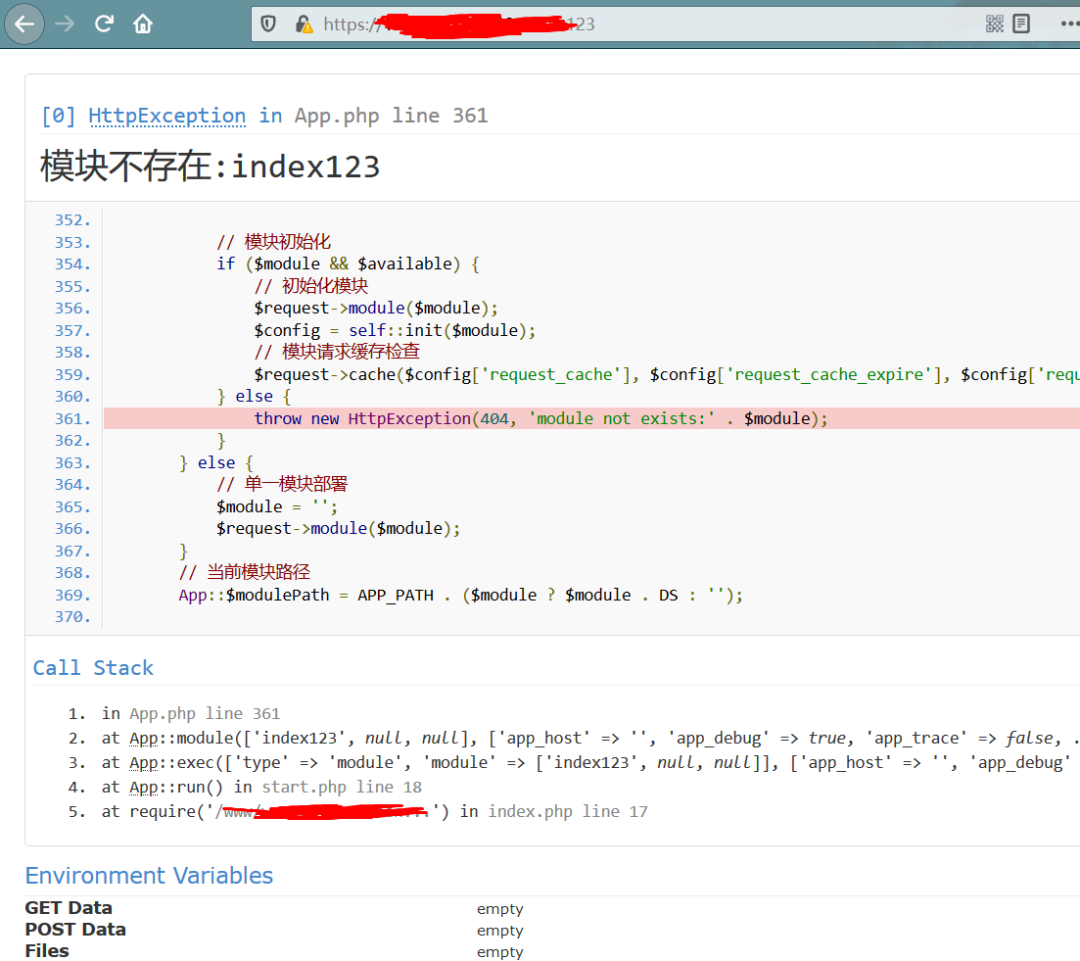 https:// 123
[0] HttpException in App.php line 361
模块不存在:index123
352.
353. // 模块初始化
354. if ($module && $available) {
355. // 初始化模块
356. $request->module($module);
357. $config = self::init($module);
358. // 模块请求缓存检查
359. $request->cache($config['request_cache'], $config['request_cache_expire'], $config['requ
360. } else {
361. throw new HttpException(404, 'module not exists:' . $module);
362. }
363. } else {
364. // 单一模块部署
365. $module = '';
366. $request->module($module);
367. }
368. // 当前模块路径
369. App::$modulePath = APP_PATH . ($module ? $module . DS : '');
370.
Call Stack
1. in App.php line 361
2. at App::module(['index123', null, null], ['app_host' => '', 'app_debug' => true, 'app_trace' => false, .
3. at App::exec(['type' => 'module', 'module' => ['index123', null, null]], ['app_host' => '', 'app_debug'
4. at App::run() in start.php line 18
5. at require('/www/ ...') in index.php line 17
Environment Variables
GET Data empty
POST Data empty
Files empty